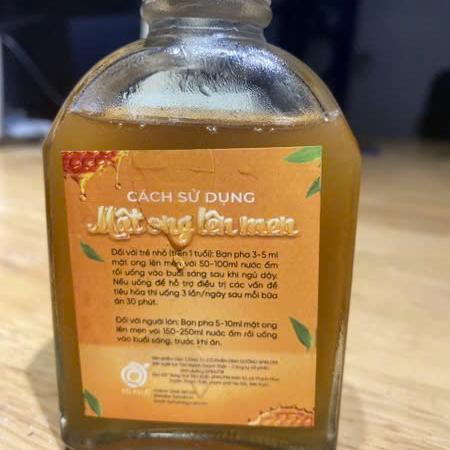 CÁCH SỬ DỤNG
Mật ong lên men
Đối với trẻ nhỏ (trên 1 tuổi): Bạn pha 3-5 ml
mật ong lên men với 50-100ml nước ấm
rồi uống vào buổi sáng sau khi ngủ dậy.
Nếu uống để hỗ trợ điều trị các vấn đề
tiêu hóa thì uống 3 lần/ngày sau mỗi bữa
ăn 30 phút.
Đối với người lớn: Bạn pha 5-10ml mật ong
lên men với 150-250ml nước ấm rồi uống
vào buổi sáng, trước khi ăn.